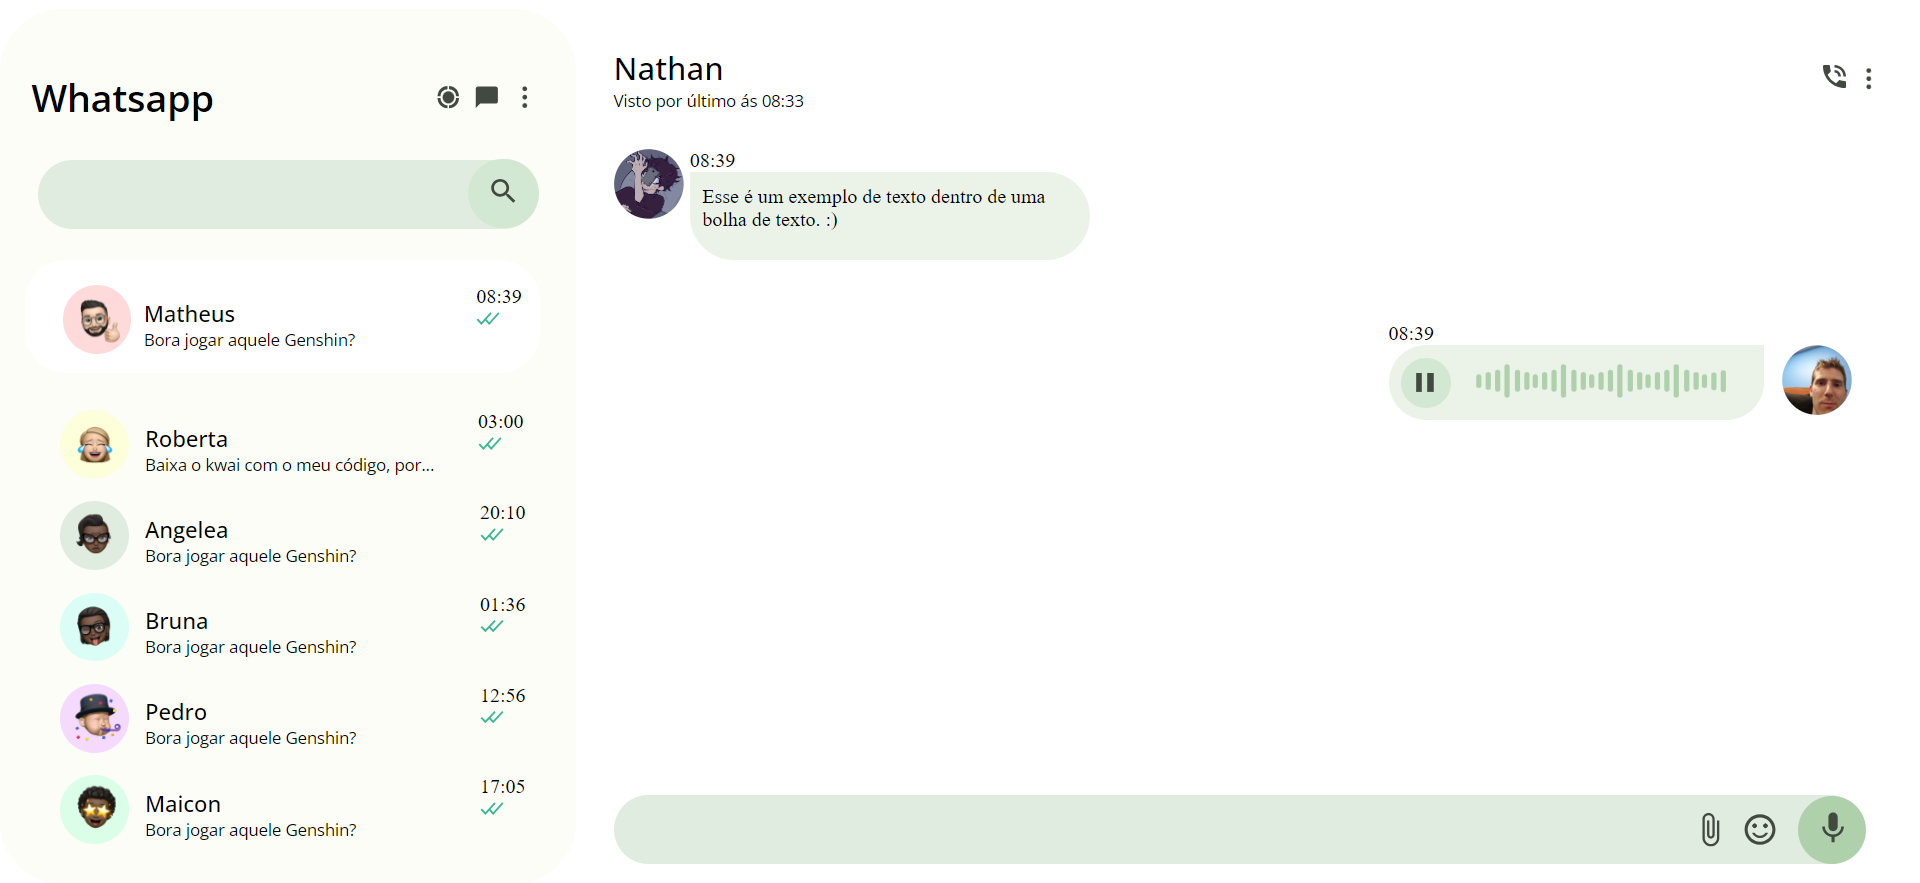 Whatsapp
Matheus
Bora jogar aquele Genshin?
08:39
Roberta
Baixa o kwai com o meu código, por...
03:00
Angelea
Bora jogar aquele Genshin?
20:10
Bruna
Bora jogar aquele Genshin?
01:36
Pedro
Bora jogar aquele Genshin?
12:56
Maicon
Bora jogar aquele Genshin?
17:05
Nathan
Visto por último ás 08:33
08:39
Esse é um exemplo de texto dentro de uma
bolha de texto. :)
08:39